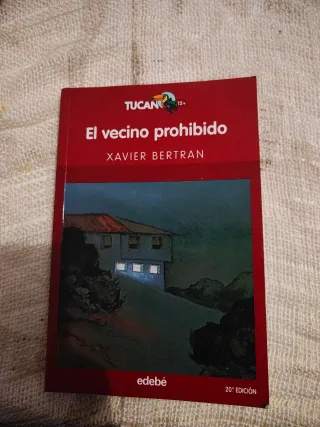 TUCAN 12+
El vecino prohibido
XAVIER BERTRAN
edebé
20ª EDICIÓN